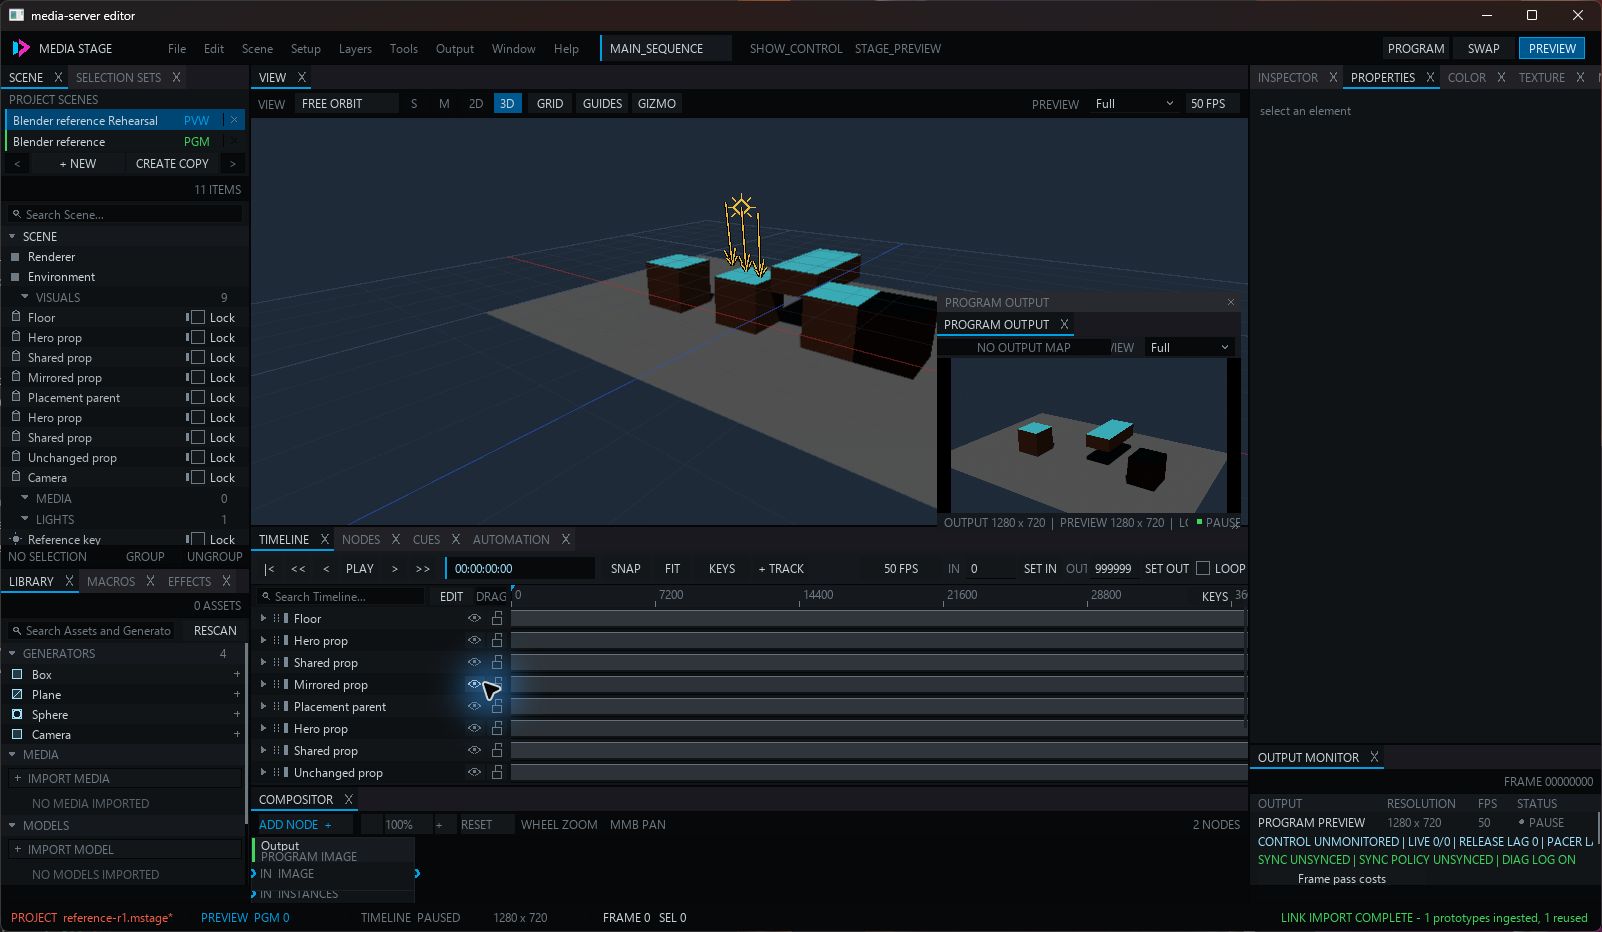 media-server editor
MEDIA STAGE File Edit Scene Setup Layers Tools Output Window Help MAIN_SEQUENCE SHOW_CONTROL STAGE_PREVIEW PROGRAM SWAP PREVIEW
SCENE X SELECTION SETS X
PROJECT SCENES
Blender reference Rehearsal PVW ×
Blender reference PGM
< + NEW CREATE COPY >
11 ITEMS
Search Scene...
SCENE
Renderer
Environment
VISUALS 9
Floor Lock
Hero prop Lock
Shared prop Lock
Mirrored prop Lock
Placement parent Lock
Hero prop Lock
Shared prop Lock
Unchanged prop Lock
Camera Lock
MEDIA 0
LIGHTS 1
Reference key Lock
NO SELECTION GROUP UNGROUP
LIBRARY X MACROS X EFFECTS X
0 ASSETS
Search Assets and Generato RESCAN
GENERATORS 4
Box +
Plane +
Sphere +
Camera +
MEDIA
+ IMPORT MEDIA
NO MEDIA IMPORTED
MODELS
+ IMPORT MODEL
NO MODELS IMPORTED
VIEW X
VIEW FREE ORBIT S M 2D 3D GRID GUIDES GIZMO PREVIEW Full 50 FPS
PROGRAM OUTPUT ×
PROGRAM OUTPUT X
NO OUTPUT MAP /IEW Full
OUTPUT 1280 x 720 | PREVIEW 1280 x 720 | PAUSE
TIMELINE X NODES X CUES X AUTOMATION X
|< << < PLAY > >> 00:00:00:00 SNAP FIT KEYS + TRACK 50 FPS IN 0 SET IN OUT 999999 SET OUT LOOP
Search Timeline... EDIT DRAG 0 7200 14400 21600 28800 KEYS 36
Floor
Hero prop
Shared prop
Mirrored prop
Placement parent
Hero prop
Shared prop
Unchanged prop
COMPOSITOR X
ADD NODE + 100% + RESET WHEEL ZOOM MMB PAN 2 NODES
Output
PROGRAM IMAGE
IN IMAGE
IN INSTANCES
INSPECTOR X PROPERTIES X COLOR X TEXTURE X
select an element
OUTPUT MONITOR X
FRAME 00000000
OUTPUT RESOLUTION FPS STATUS
PROGRAM PREVIEW 1280 x 720 50 PAUSE
CONTROL UNMONITORED | LIVE 0/0 | RELEASE LAG 0 | PACER
SYNC UNSYNCED | SYNC POLICY UNSYNCED | DIAG LOG ON
Frame pass costs
PROJECT reference-r1.mstage* PREVIEW PGM 0 TIMELINE PAUSED 1280 x 720 FRAME 0 SEL 0 LINK IMPORT COMPLETE - 1 prototypes ingested, 1 reused